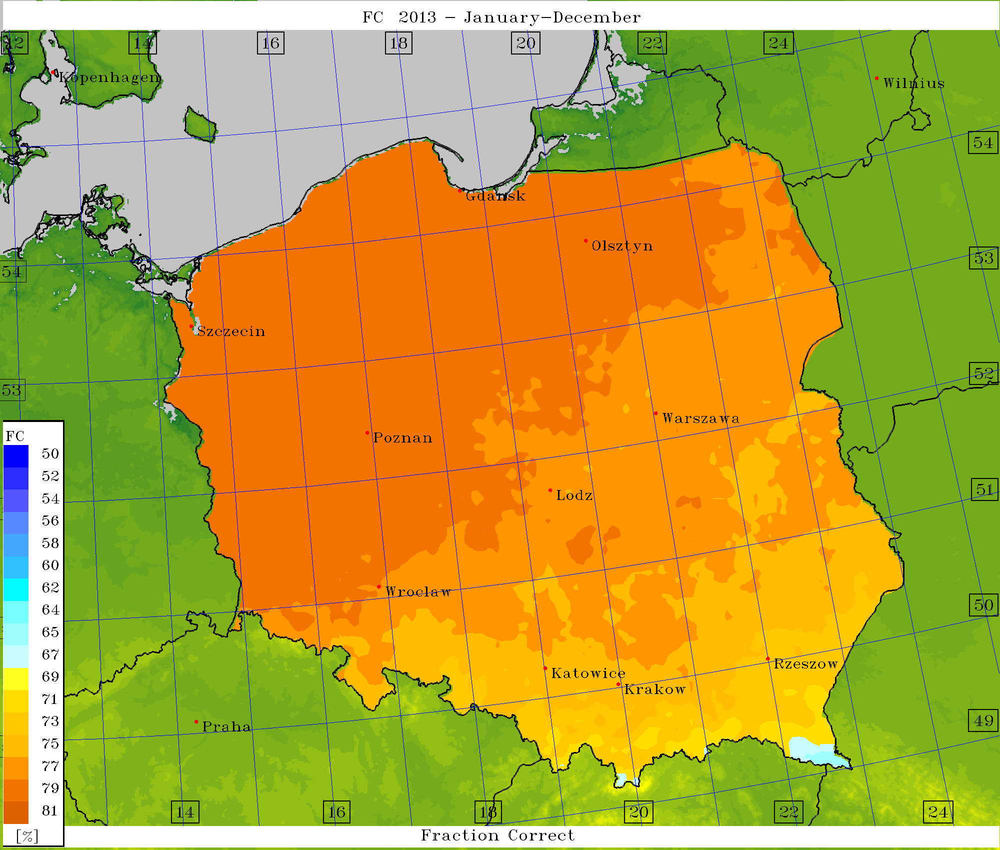 FC 2013 - January-December
12 14 16 18 20 22 24
Kopenhagen
Wilnius
54
Gdansk
Olsztyn
53
54
Szczecin
52
53
Warszawa
Poznan
FC
50
52
54
56
58
60
62
64
65
67
69
71
73
75
77
79
81
[%]
51
Lodz
Wroclaw
50
Rzeszow
Katowice
Krakow
49
Praha
14 16 18 20 22 24
Fraction Correct